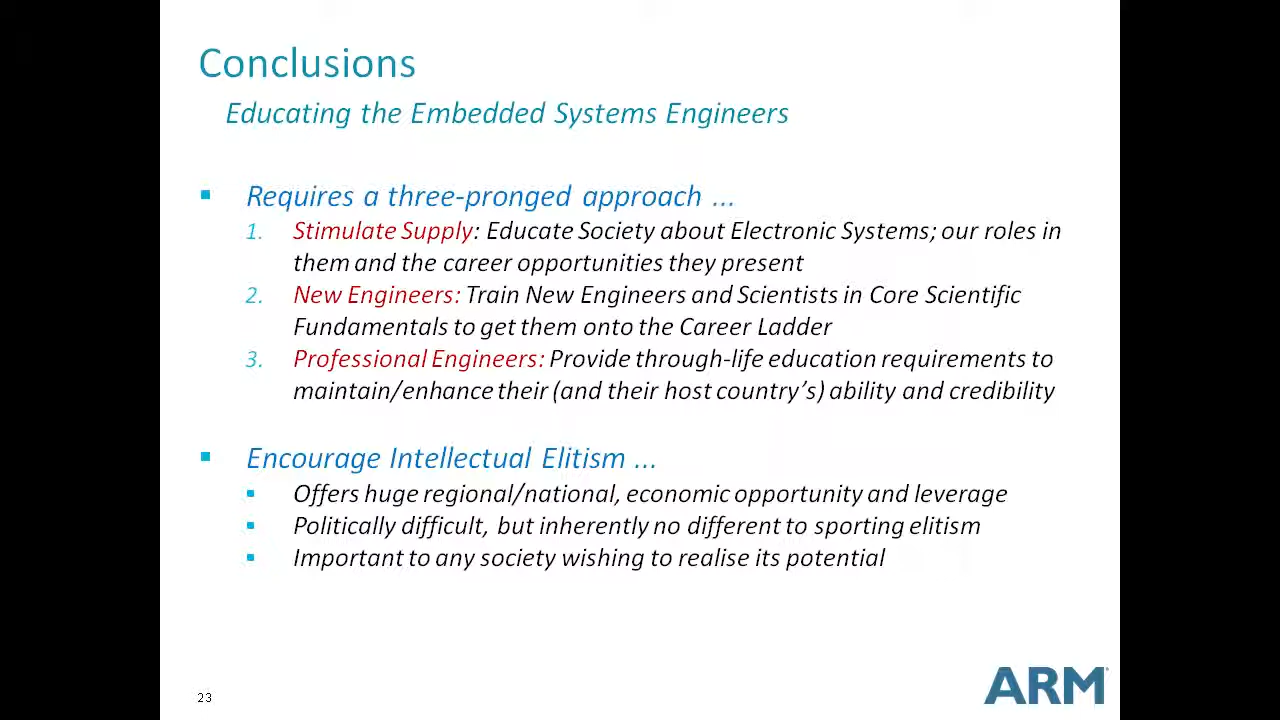 Conclusions
Educating the Embedded Systems Engineers
Requires a three-pronged approach ...
1. Stimulate Supply: Educate Society about Electronic Systems; our roles in
them and the career opportunities they present
2. New Engineers: Train New Engineers and Scientists in Core Scientific
Fundamentals to get them onto the Career Ladder
3. Professional Engineers: Provide through-life education requirements to
maintain/enhance their (and their host country's) ability and credibility
Encourage Intellectual Elitism ...
Offers huge regional/national, economic opportunity and leverage
Politically difficult, but inherently no different to sporting elitism
Important to any society wishing to realise its potential
23
ARM